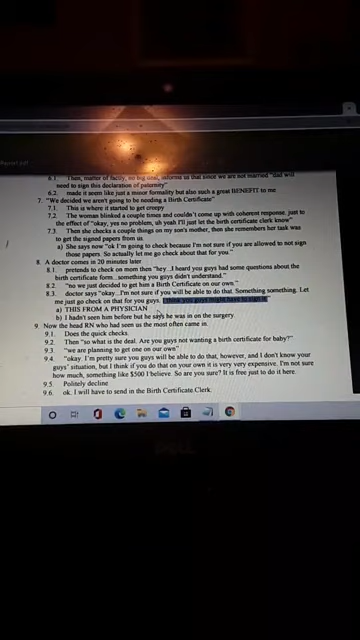 6.1. Then, matter of factly, no big deal, informs us that since we are not married "dad will
need to sign this declaration of paternity"
6.2. made it seem like just a minor formality but also such a great BENEFIT to me
7. "We decided we aren't going to be needing a Birth Certificate"
7.1. This is where it started to get creepy
7.2. The woman blinked a couple times and couldn't come up with coherent response, just to
the effect of "okay, yes no problem, uh yeah I'll just let the birth certificate clerk know"
7.3. Then she checks a couple things on my son's mother, then she remembers her task was
to get the signed papers from us
a) She says now "ok I'm going to check because I'm not sure if you are allowed to not sign
those papers. So actually let me go check about that for you"
8. A doctor comes in 20 minutes later
8.1. pretends to check on mom then "hey...I heard you guys had some questions about the
birth certificate form...something you guys didn't understand."
8.2. "no we just decided to get him a Birth Certificate on our own"
8.3. doctor says "okay...I'm not sure if you will be able to do that. Something something. Let
me just go check on that for you guys, I think you guys might have to sign it
a) THIS FROM A PHYSICIAN
b) I hadn't seen him before but he says he was in on the surgery
9. Now the head RN who had seen us the most often came in
9.1. Does the quick checks.
9.2. Then "so what is the deal. Are you guys not wanting a birth certificate for baby?"
9.3. "we are planning to get one on our own"
9.4. "okay. I'm pretty sure you guys will be able to do that, however, and I don't know your
guys' situation, but I think if you do that on your own it is very very expensive. I'm not sure
how much, something like $500 I believe. So are you sure? It is free just to do it here.
9.5. Politely decline
9.6. ok, I will have to send in the Birth Certificate Clerk
DELL